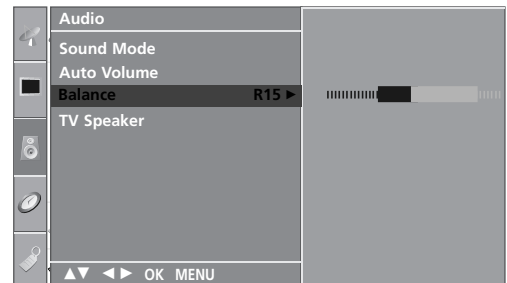 Audio
Sound Mode
Auto Volume
Balance R15 ►
TV Speaker
▲▼ ◄► OK MENU